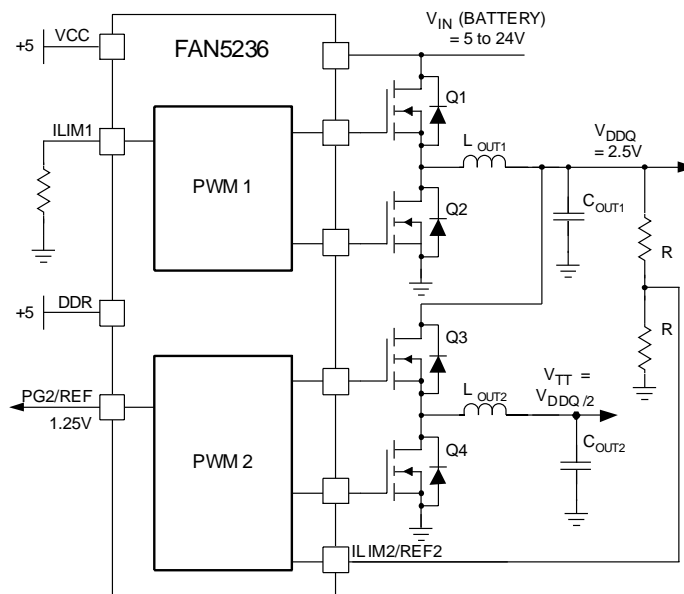 V_IN (BATTERY)
= 5 to 24V
+5
VCC
FAN5236
Q1
ILIM1
L_OUT1
V_DDQ
= 2.5V
PWM 1
Q2
C_OUT1
R
+5
DDR
R
Q3
PG2/REF
1.25V
L_OUT2
V_TT =
V_DDQ/2
PWM 2
Q4
C_OUT2
ILIM2/REF2